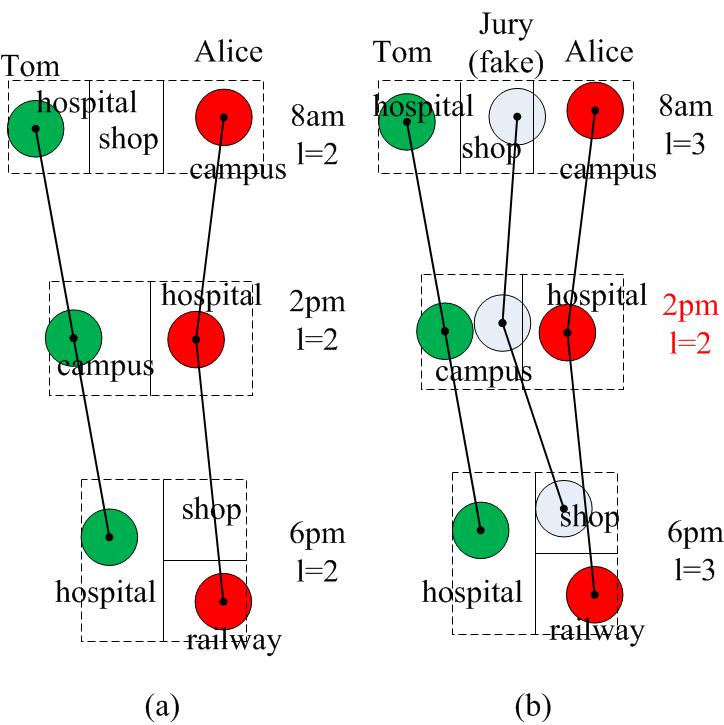 Tom
Alice
hospital
shop
campus
8am
l=2
hospital
campus
2pm
l=2
shop
hospital
railway
6pm
l=2
(a)
Tom
Jury
(fake)
Alice
hospital
shop
campus
8am
l=3
hospital
campus
2pm
l=2
shop
hospital
railway
6pm
l=3
(b)